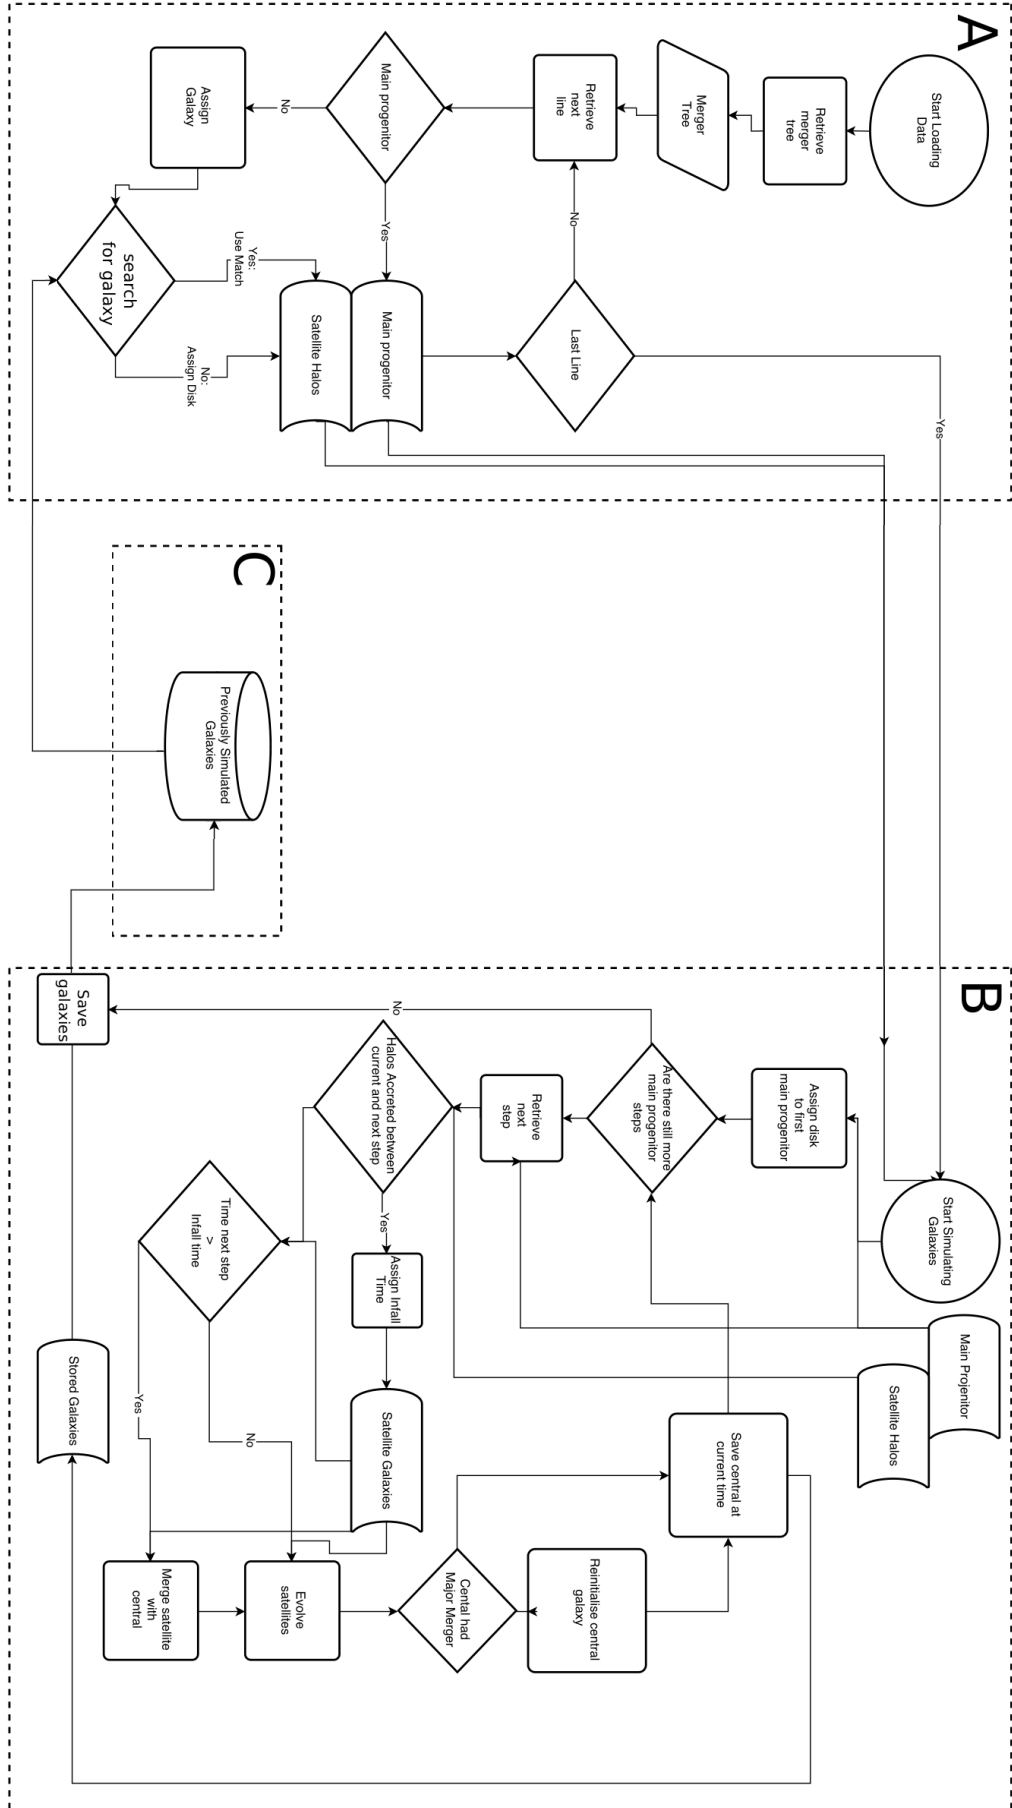 A
Start Loading
Data
Retrieve
merger
tree
Merger
Tree
Retrieve
next
line
Main progenitor
No
Yes
Assign
Galaxy
search
for galaxy
Yes:
Use Match
No:
Assign Disk
Main progenitor
Satellite Halos
Last Line
No
Yes
C
Previously Simulated
Galaxies
B
Start Simulating
Galaxies
Main Projenitor
Satellite Halos
Assign disk
to first
main progenitor
Are there still more
main progenitor
steps
No
Retrieve
next
step
Halos Accreted between
current and next step
Yes
Assign Infall
Time
Satellite Galaxies
Time next step
>
Infall time
Yes
No
Merge satellite
with
central
Evolve
satellites
Cental had
Major Merger
Reinitialise central
galaxy
Save central at
current time
Stored Galaxies
Save
galaxies